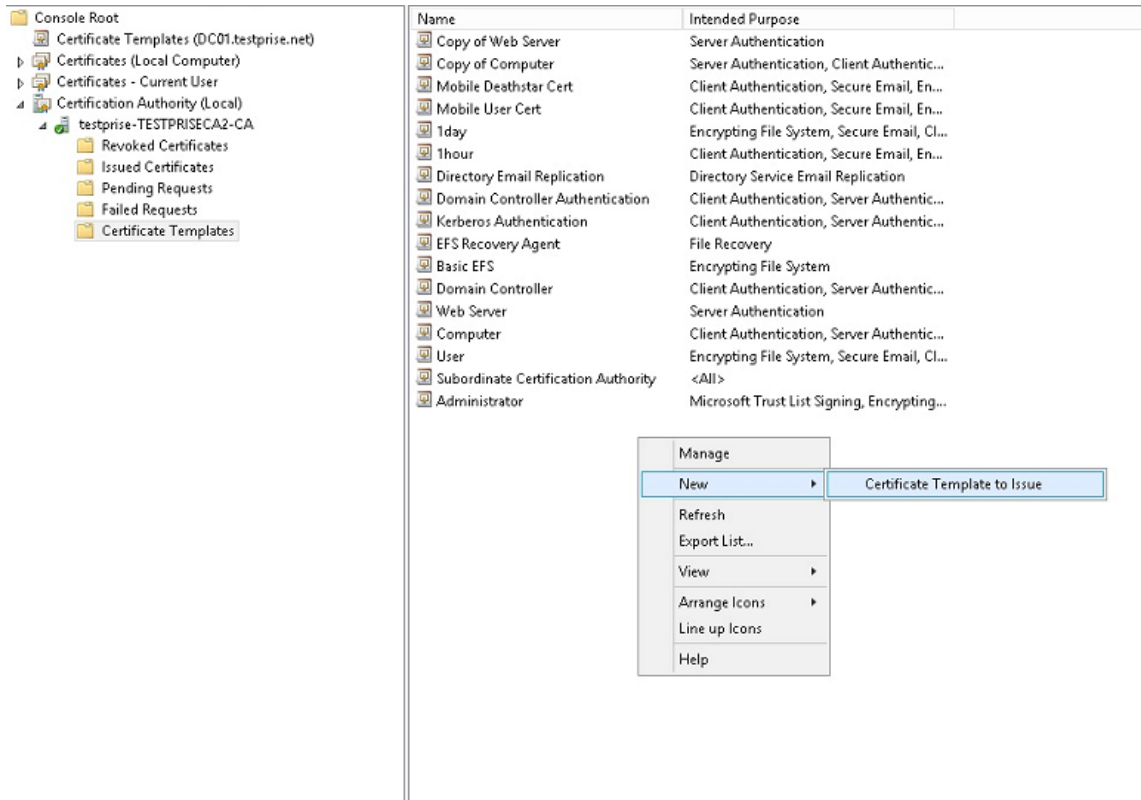 Console Root
Certificate Templates (DC01.testprise.net)
Certificates (Local Computer)
Certificates - Current User
Certification Authority (Local)
testprise-TESTPRISECA2-CA
Revoked Certificates
Issued Certificates
Pending Requests
Failed Requests
Certificate Templates
Name Intended Purpose
Copy of Web Server Server Authentication
Copy of Computer Server Authentication, Client Authentic...
Mobile Deathstar Cert Client Authentication, Secure Email, En...
Mobile User Cert Client Authentication, Secure Email, En...
1day Encrypting File System, Secure Email, Cl...
1hour Client Authentication, Secure Email, En...
Directory Email Replication Directory Service Email Replication
Domain Controller Authentication Client Authentication, Server Authentic...
Kerberos Authentication Client Authentication, Server Authentic...
EFS Recovery Agent File Recovery
Basic EFS Encrypting File System
Domain Controller Client Authentication, Server Authentic...
Web Server Server Authentication
Computer Client Authentication, Server Authentic...
User Encrypting File System, Secure Email, Cl...
Subordinate Certification Authority <All>
Administrator Microsoft Trust List Signing, Encrypting...
Manage
New
Certificate Template to Issue
Refresh
Export List...
View
Arrange Icons
Line up Icons
Help